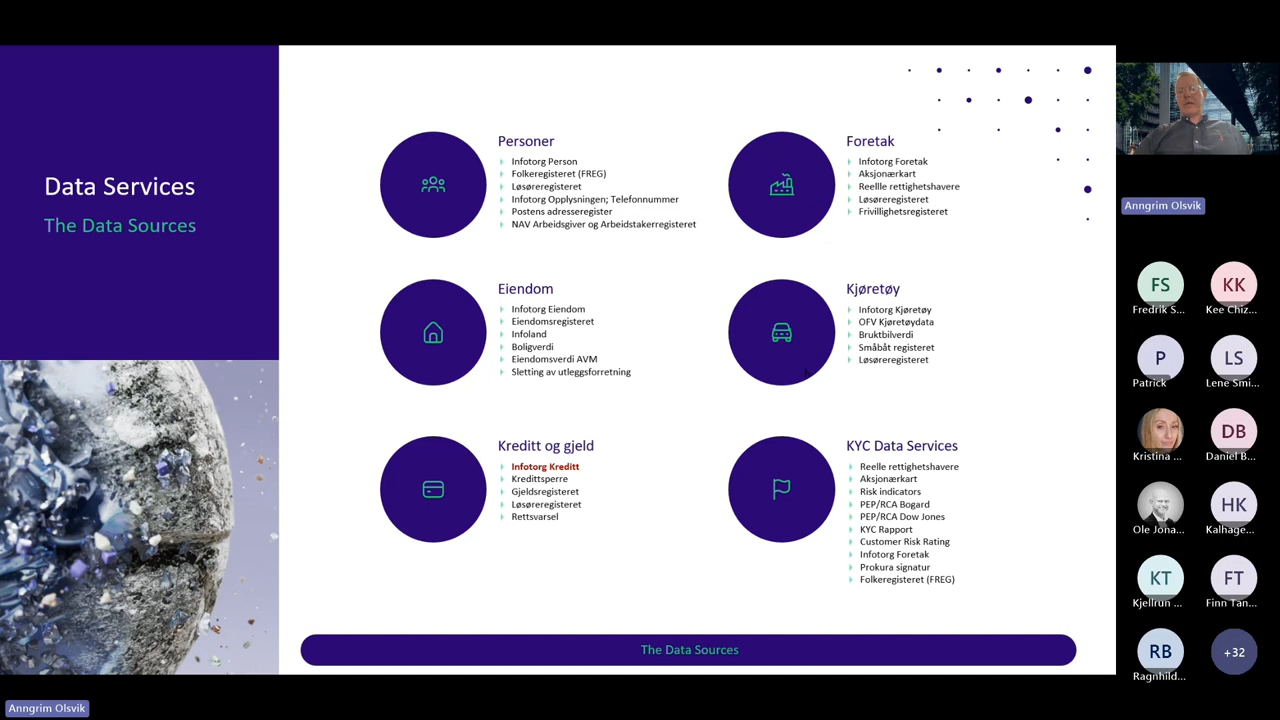 Data Services
The Data Sources
Personer
Infotorg Person
Folkeregisteret (FREG)
Løsøreregisteret
Infotorg Opplysningen; Telefonnummer
Postens adresseregister
NAV Arbeidsgiver og Arbeidstakerregisteret
Foretak
Infotorg Foretak
Aksjonærkart
Reellle rettighetshavere
Løsøreregisteret
Frivillighetsregisteret
Eiendom
Infotorg Eiendom
Eiendomsregisteret
Infoland
Boligverdi
Eiendomsverdi AVM
Sletting av utleggsforretning
Kjøretøy
Infotorg Kjøretøy
OFV Kjøretøydata
Bruktbilverdi
Småbåt registeret
Løsøreregisteret
Kreditt og gjeld
Infotorg Kreditt
Kredittsperre
Gjeldsregisteret
Løsøreregisteret
Rettsvarsel
KYC Data Services
Reelle rettighetshavere
Aksjonærkart
Risk indicators
PEP/RCA Bogard
PEP/RCA Dow Jones
KYC Rapport
Customer Risk Rating
Infotorg Foretak
Prokura signatur
Folkeregisteret (FREG)
The Data Sources
Anngrim Olsvik
FS
Fredrik S...
KK
Kee Chiz...
P
Patrick
LS
Lene Smi...
Kristina ...
DB
Daniel B...
Ole Jona...
HK
Kalhage...
KT
Kjellrun ...
FT
Finn Tan...
RB
Ragnhild...
+32
Anngrim Olsvik